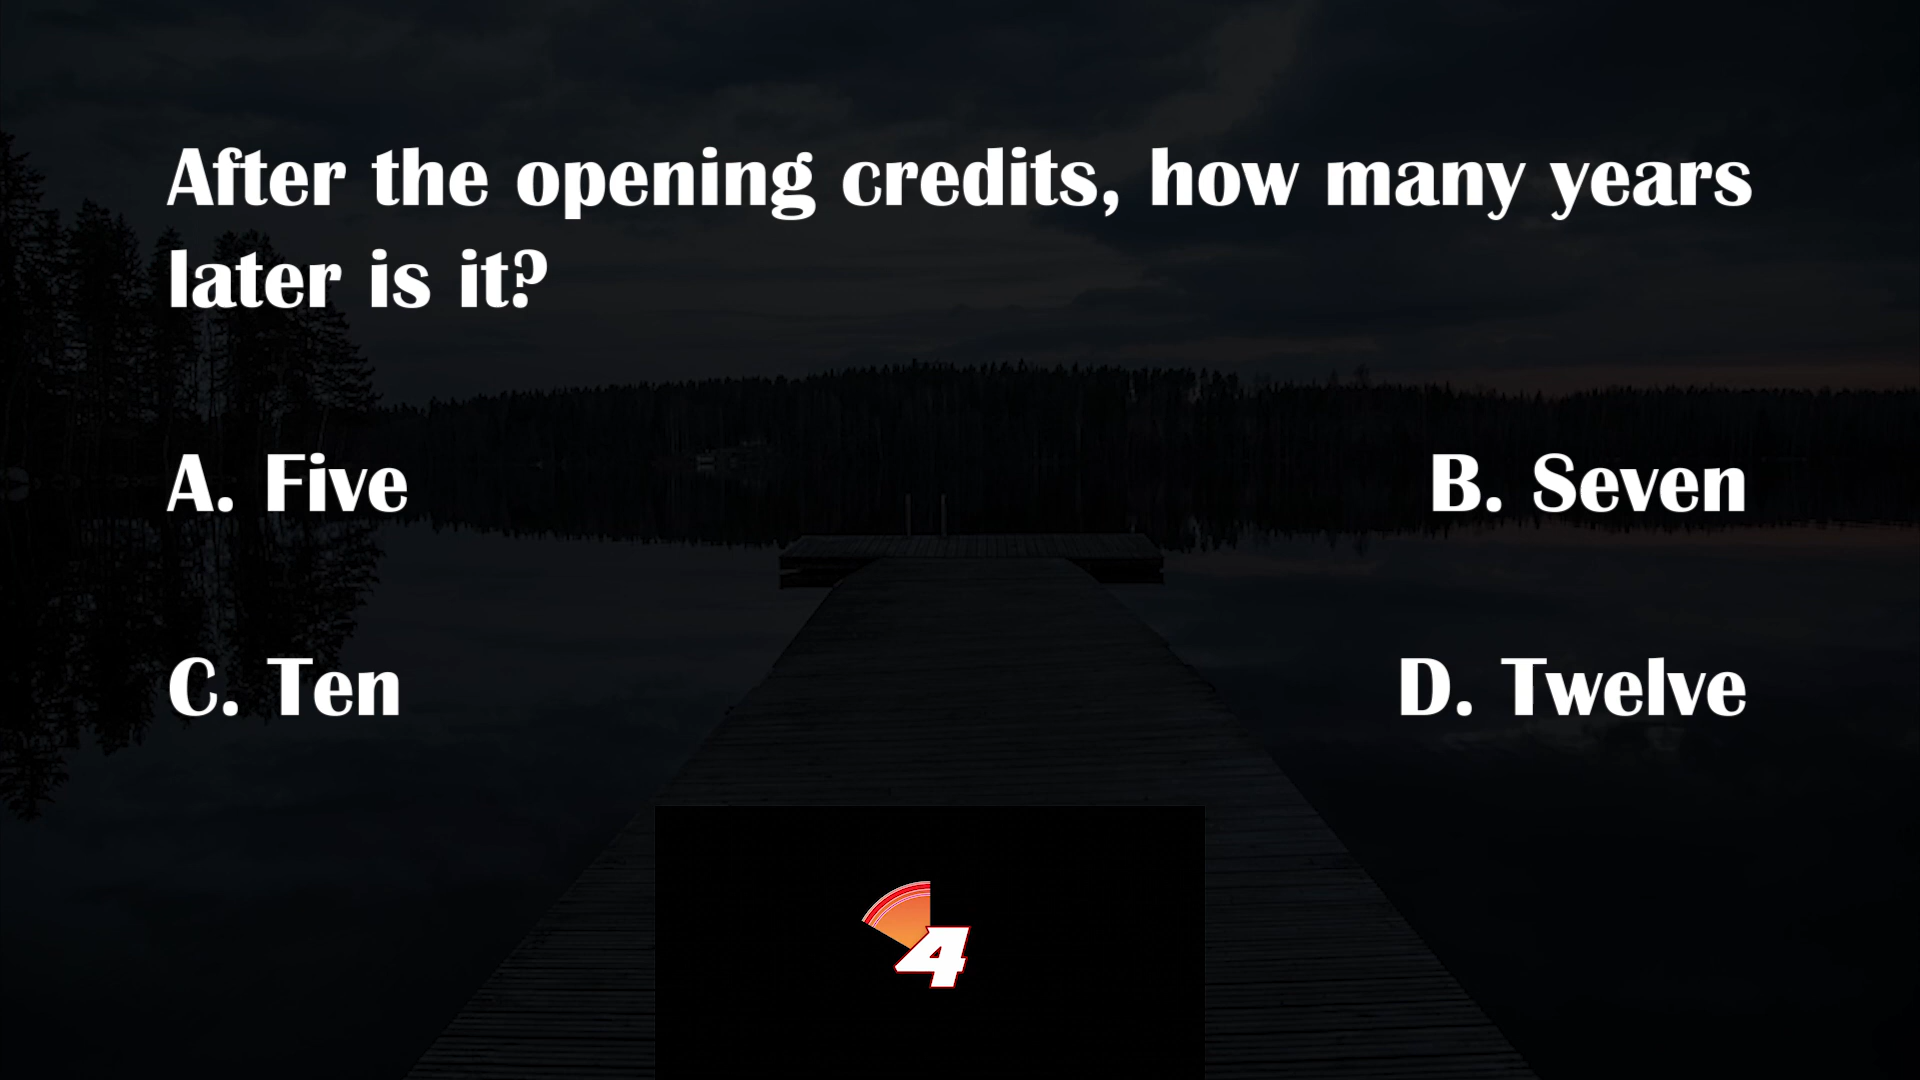 After the opening credits, how many years
later is it?
A. Five
B. Seven
C. Ten
D. Twelve
4